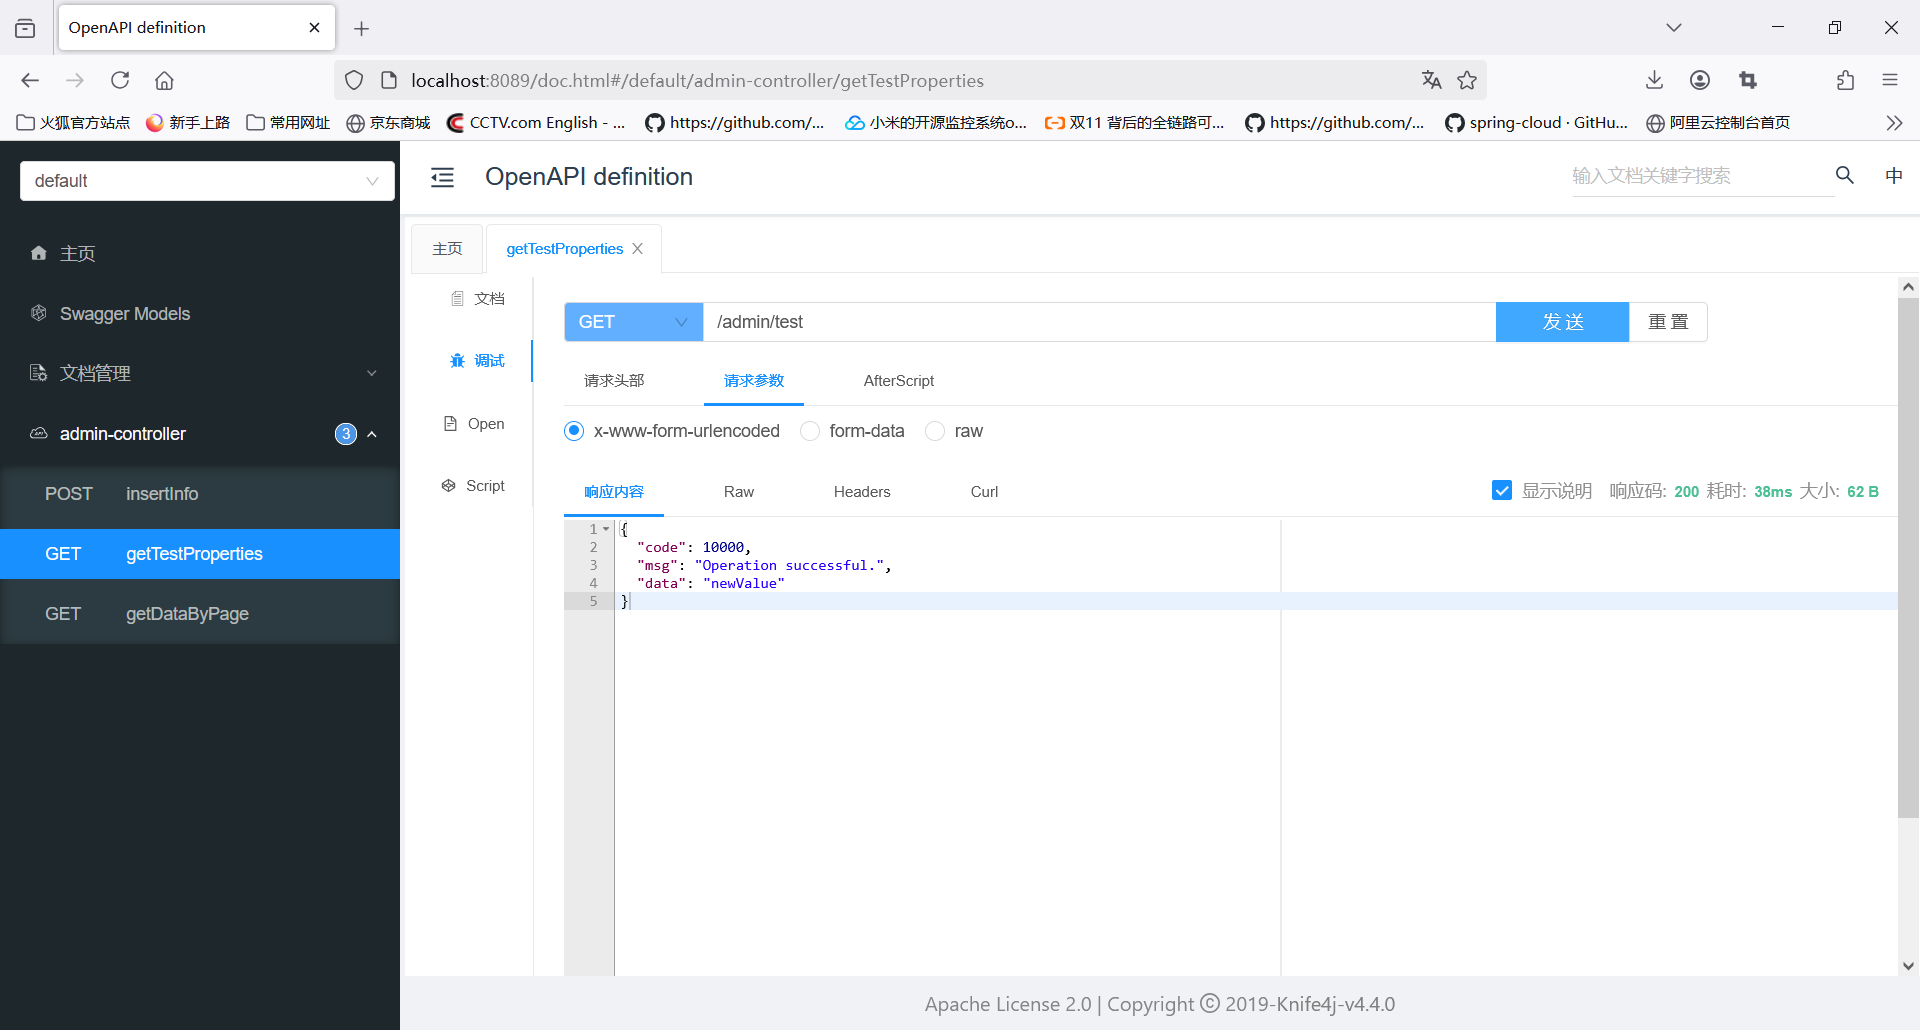 OpenAPI definition
localhost:8089/doc.html#/default/admin-controller/getTestProperties
火狐官方站点 新手上路 常用网址 京东商城 CCTV.com English - ... https://github.com/... 小米的开源监控系统o... 双11 背后的全链路可... https://github.com/... spring-cloud · GitHu... 阿里云控制台首页
default
OpenAPI definition
输入文档关键字搜索
中
主页
Swagger Models
文档管理
admin-controller 3
POST insertInfo
GET getTestProperties
GET getDataByPage
主页 getTestProperties
文档
调试
Open
Script
GET /admin/test 发 送 重 置
请求头部 请求参数 AfterScript
x-www-form-urlencoded form-data raw
响应内容 Raw Headers Curl 显示说明 响应码: 200 耗时: 38ms 大小: 62 B
1 {
2 "code": 10000,
3 "msg": "Operation successful.",
4 "data": "newValue"
5 }
Apache License 2.0 | Copyright © 2019-Knife4j-v4.4.0